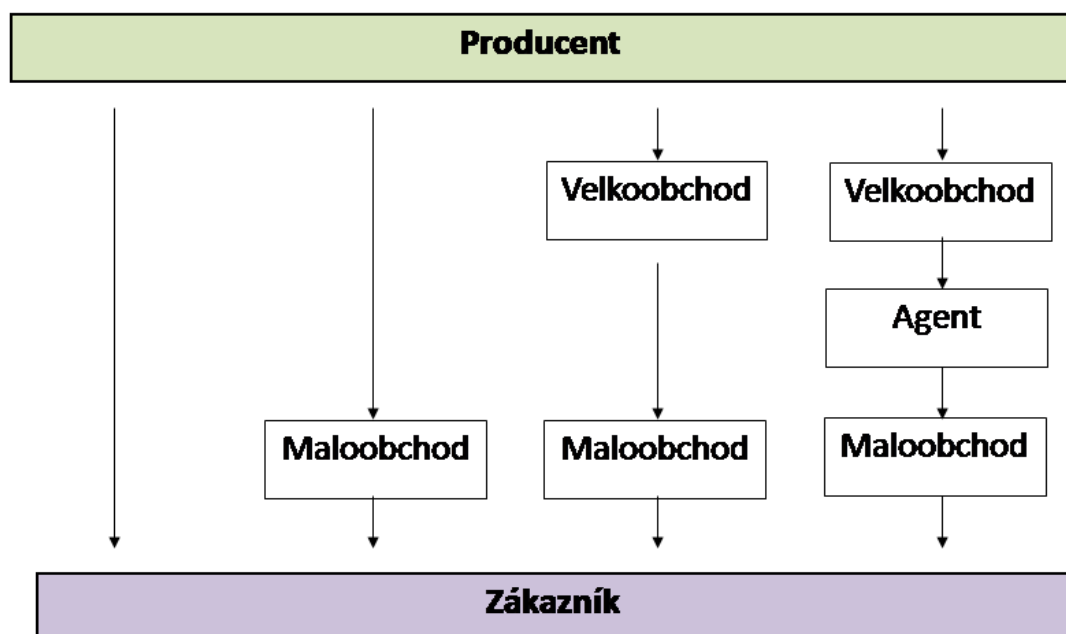 Producent
Velkoobchod
Velkoobchod
Agent
Maloobchod
Maloobchod
Maloobchod
Zákazník